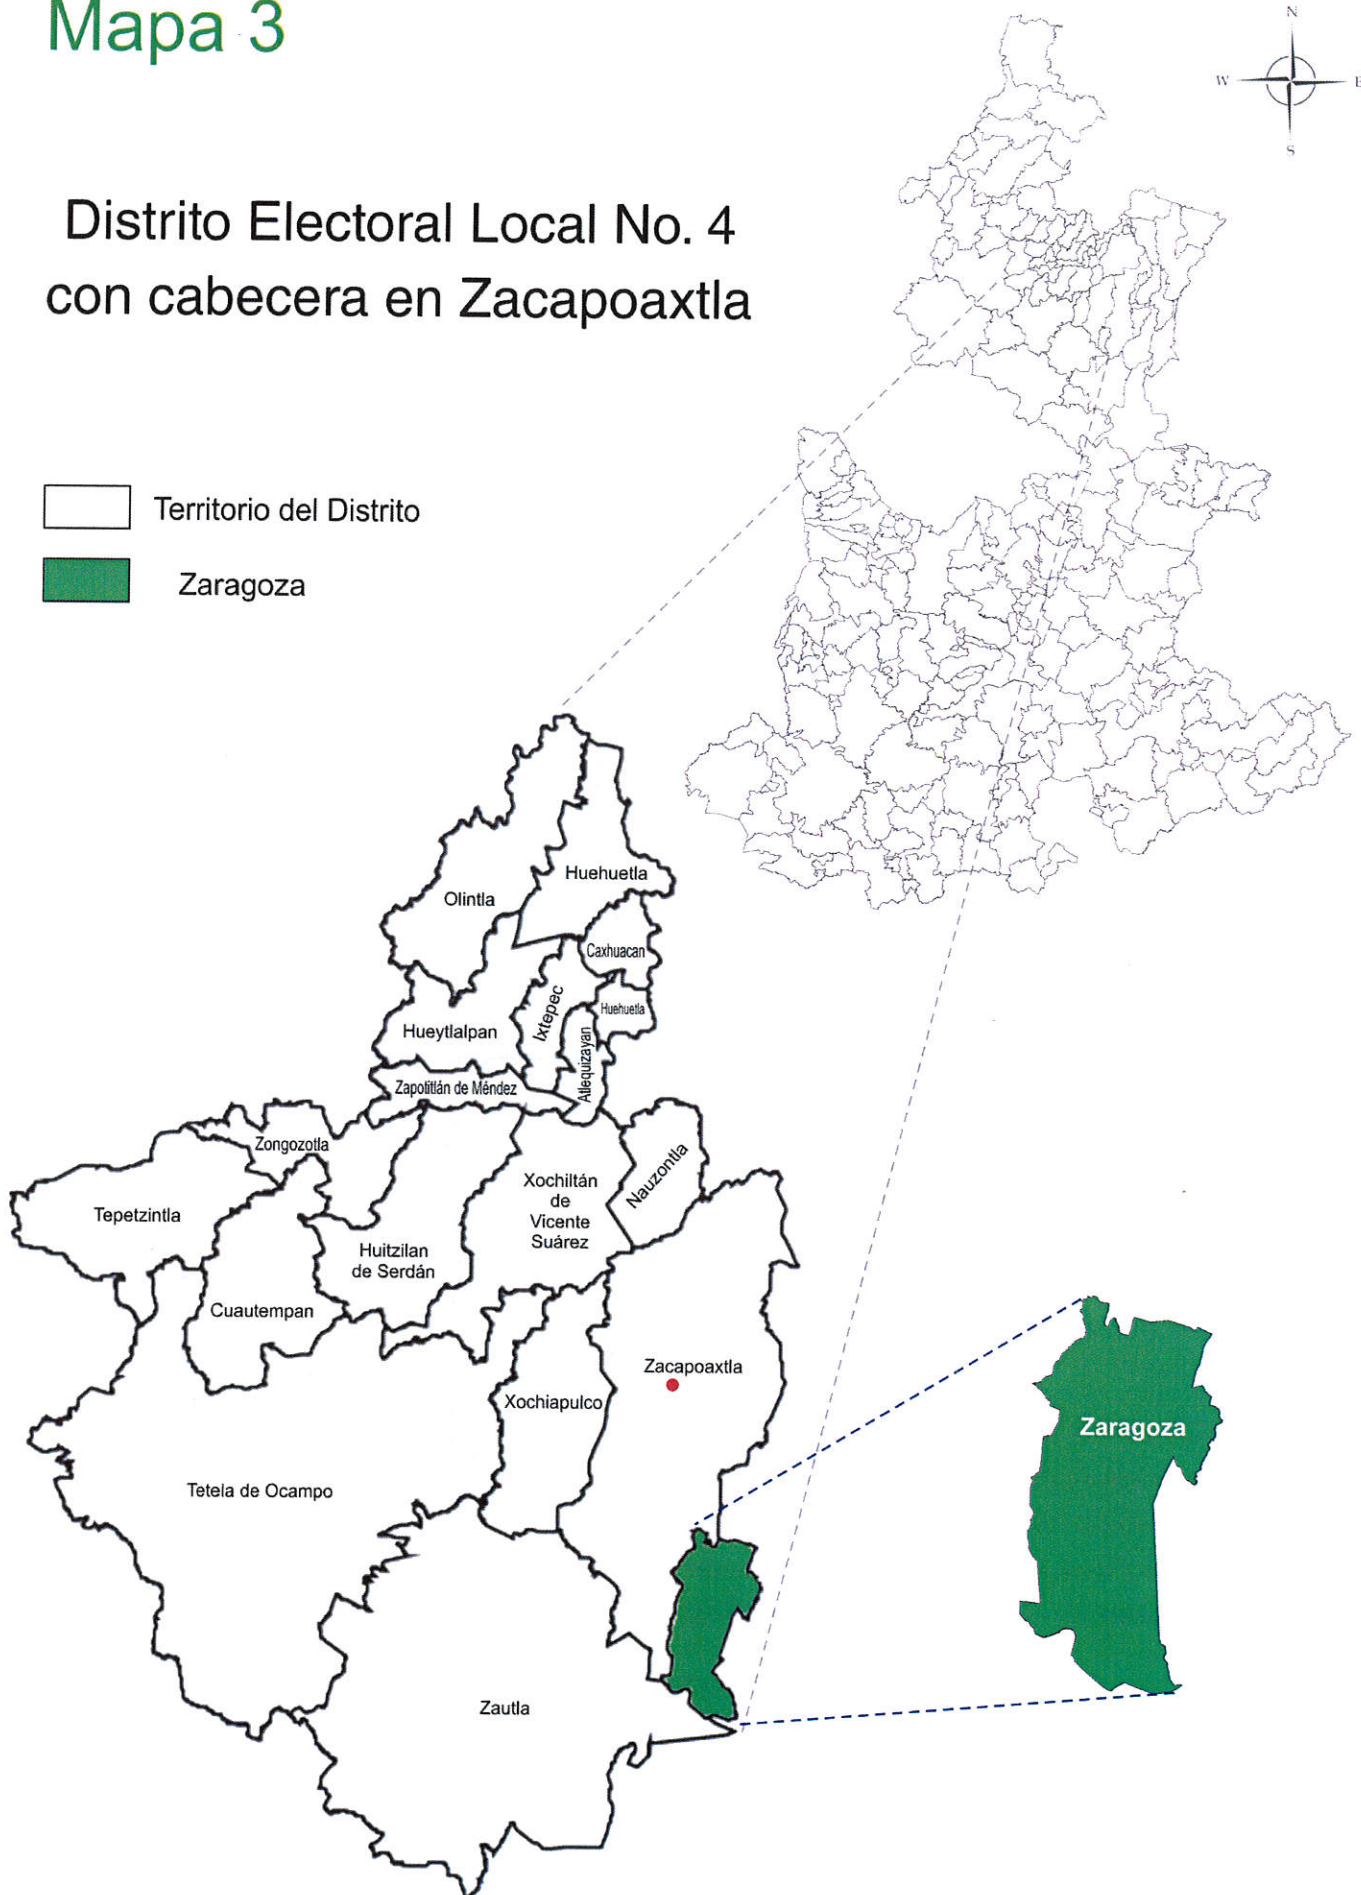 Mapa 3
N
W
E
S
Distrito Electoral Local No. 4
con cabecera en Zacapoaxtla
Territorio del Distrito
Zaragoza
Huehuetla
Olintla
Caxhuacan
Ixtepec
Huehuetla
Hueytlalpan
Atlequizayan
Zapotitlán de Méndez
Zongozotla
Nauzontla
Tepetzintla
Xochiltán
de
Vicente
Suárez
Huitzilan
de Serdán
Cuautempan
Zacapoaxtla
Xochiapulco
Zaragoza
Tetela de Ocampo
Zautla